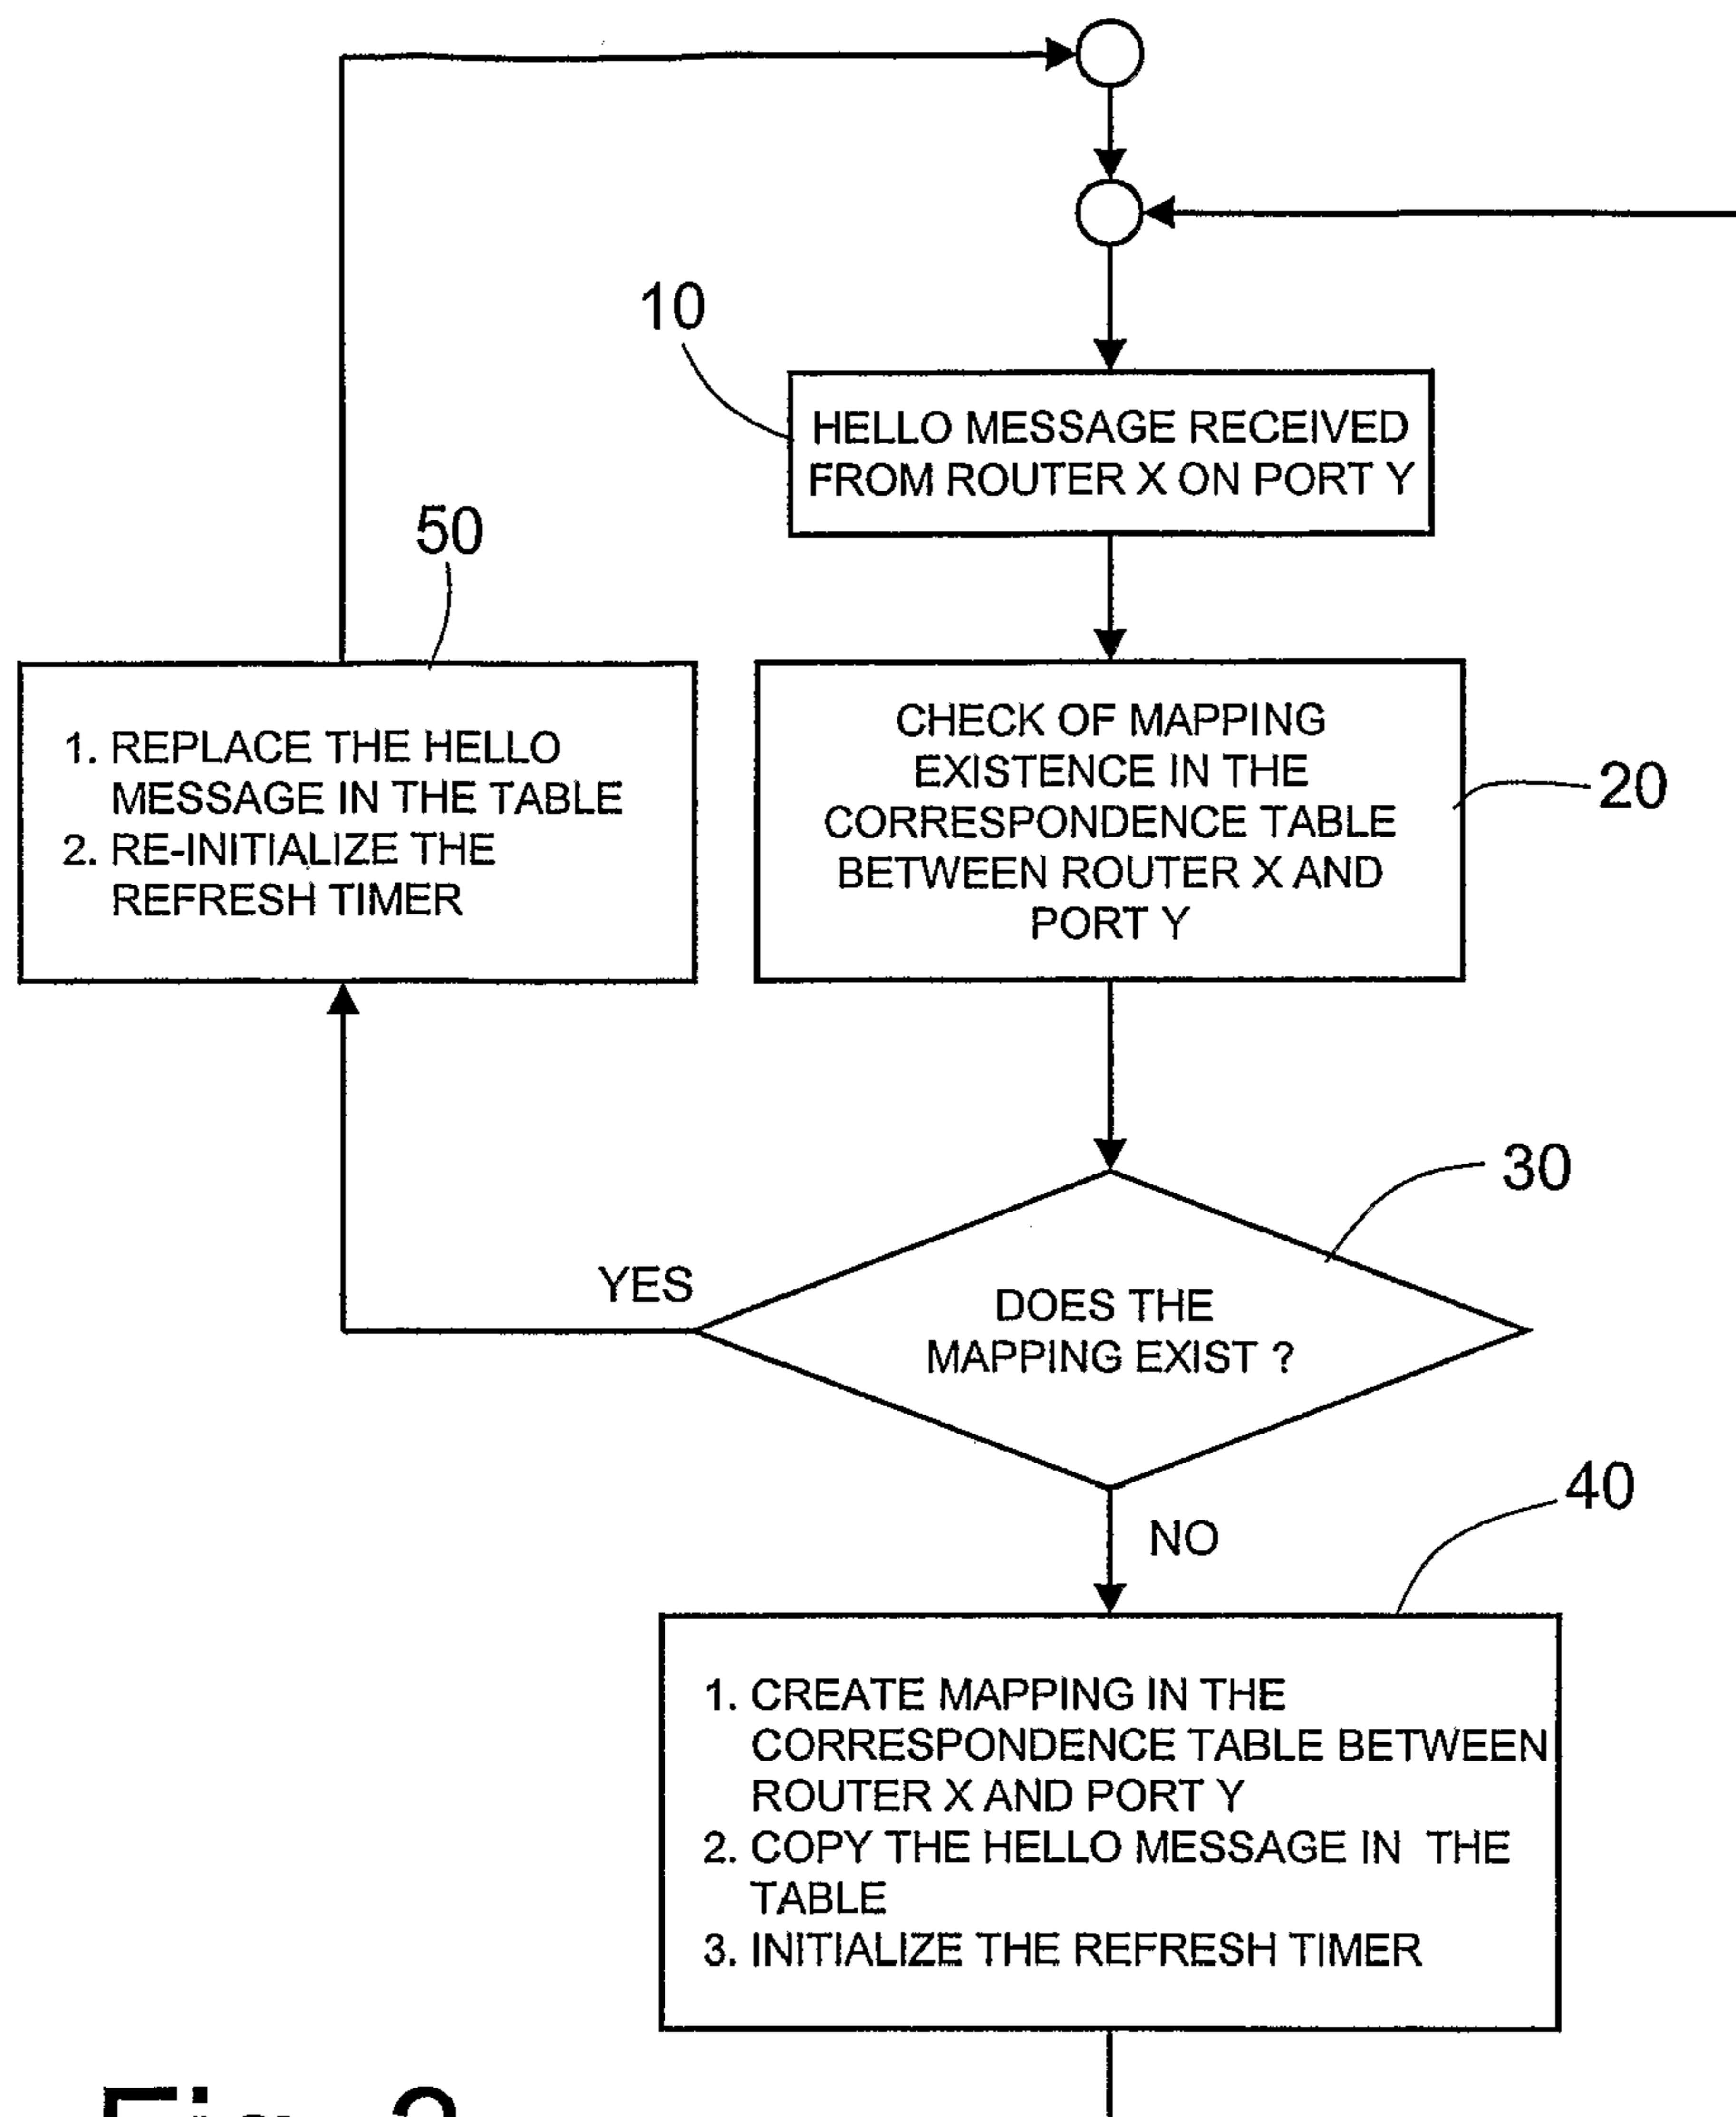 10
HELLO MESSAGE RECEIVED
FROM ROUTER X ON PORT Y
50
1. REPLACE THE HELLO
MESSAGE IN THE TABLE
2. RE-INITIALIZE THE
REFRESH TIMER
CHECK OF MAPPING
EXISTENCE IN THE
CORRESPONDENCE TABLE
BETWEEN ROUTER X AND
PORT Y
20
30
YES
DOES THE
MAPPING EXIST ?
NO
40
1. CREATE MAPPING IN THE
CORRESPONDENCE TABLE BETWEEN
ROUTER X AND PORT Y
2. COPY THE HELLO MESSAGE IN THE
TABLE
3. INITIALIZE THE REFRESH TIMER